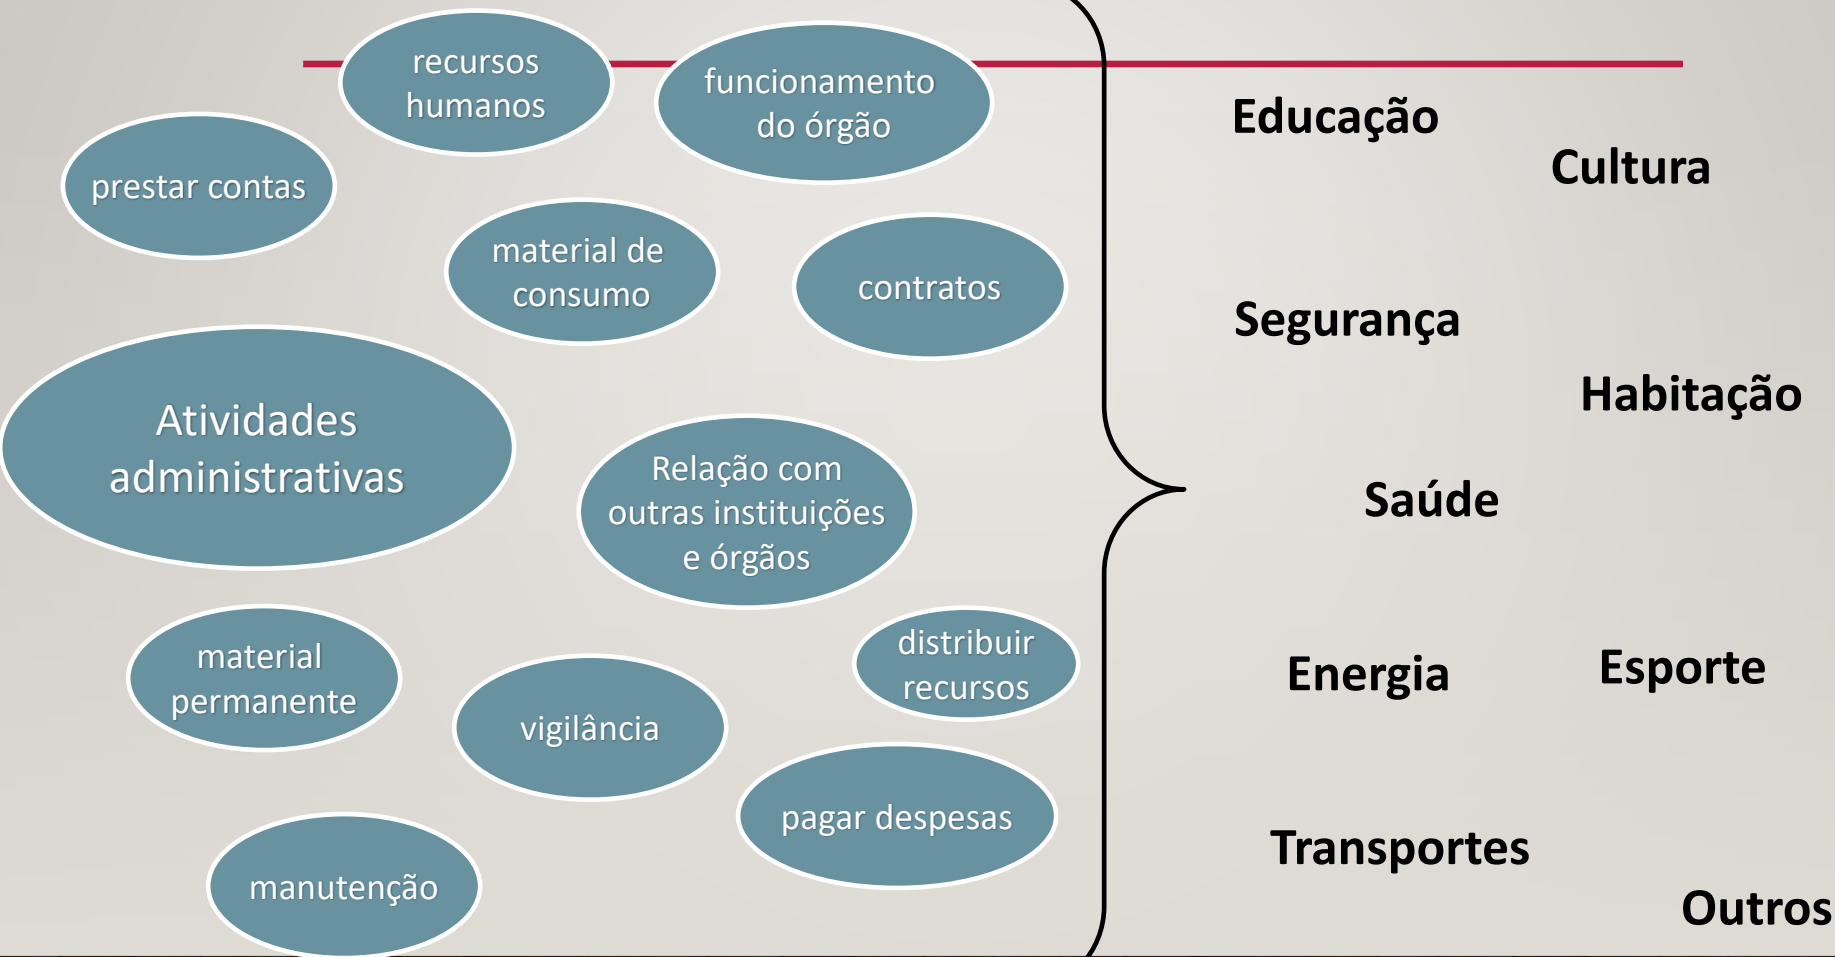 recursos
humanos
funcionamento
do órgão
prestar contas
material de
consumo
contratos
Atividades
administrativas
Relação com
outras instituições
e órgãos
material
permanente
distribuir
recursos
vigilância
pagar despesas
manutenção
Educação
Cultura
Segurança
Habitação
Saúde
Energia
Esporte
Transportes
Outros